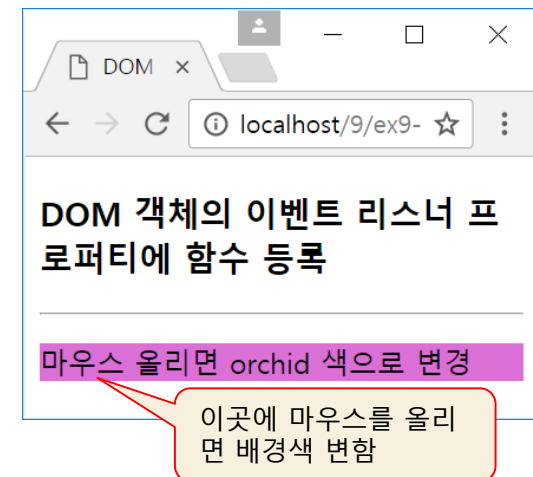 DOM
localhost/9/ex9-
DOM 객체의 이벤트 리스너 프
로퍼티에 함수 등록
마우스 올리면 orchid 색으로 변경
이곳에 마우스를 올리
면 배경색 변함